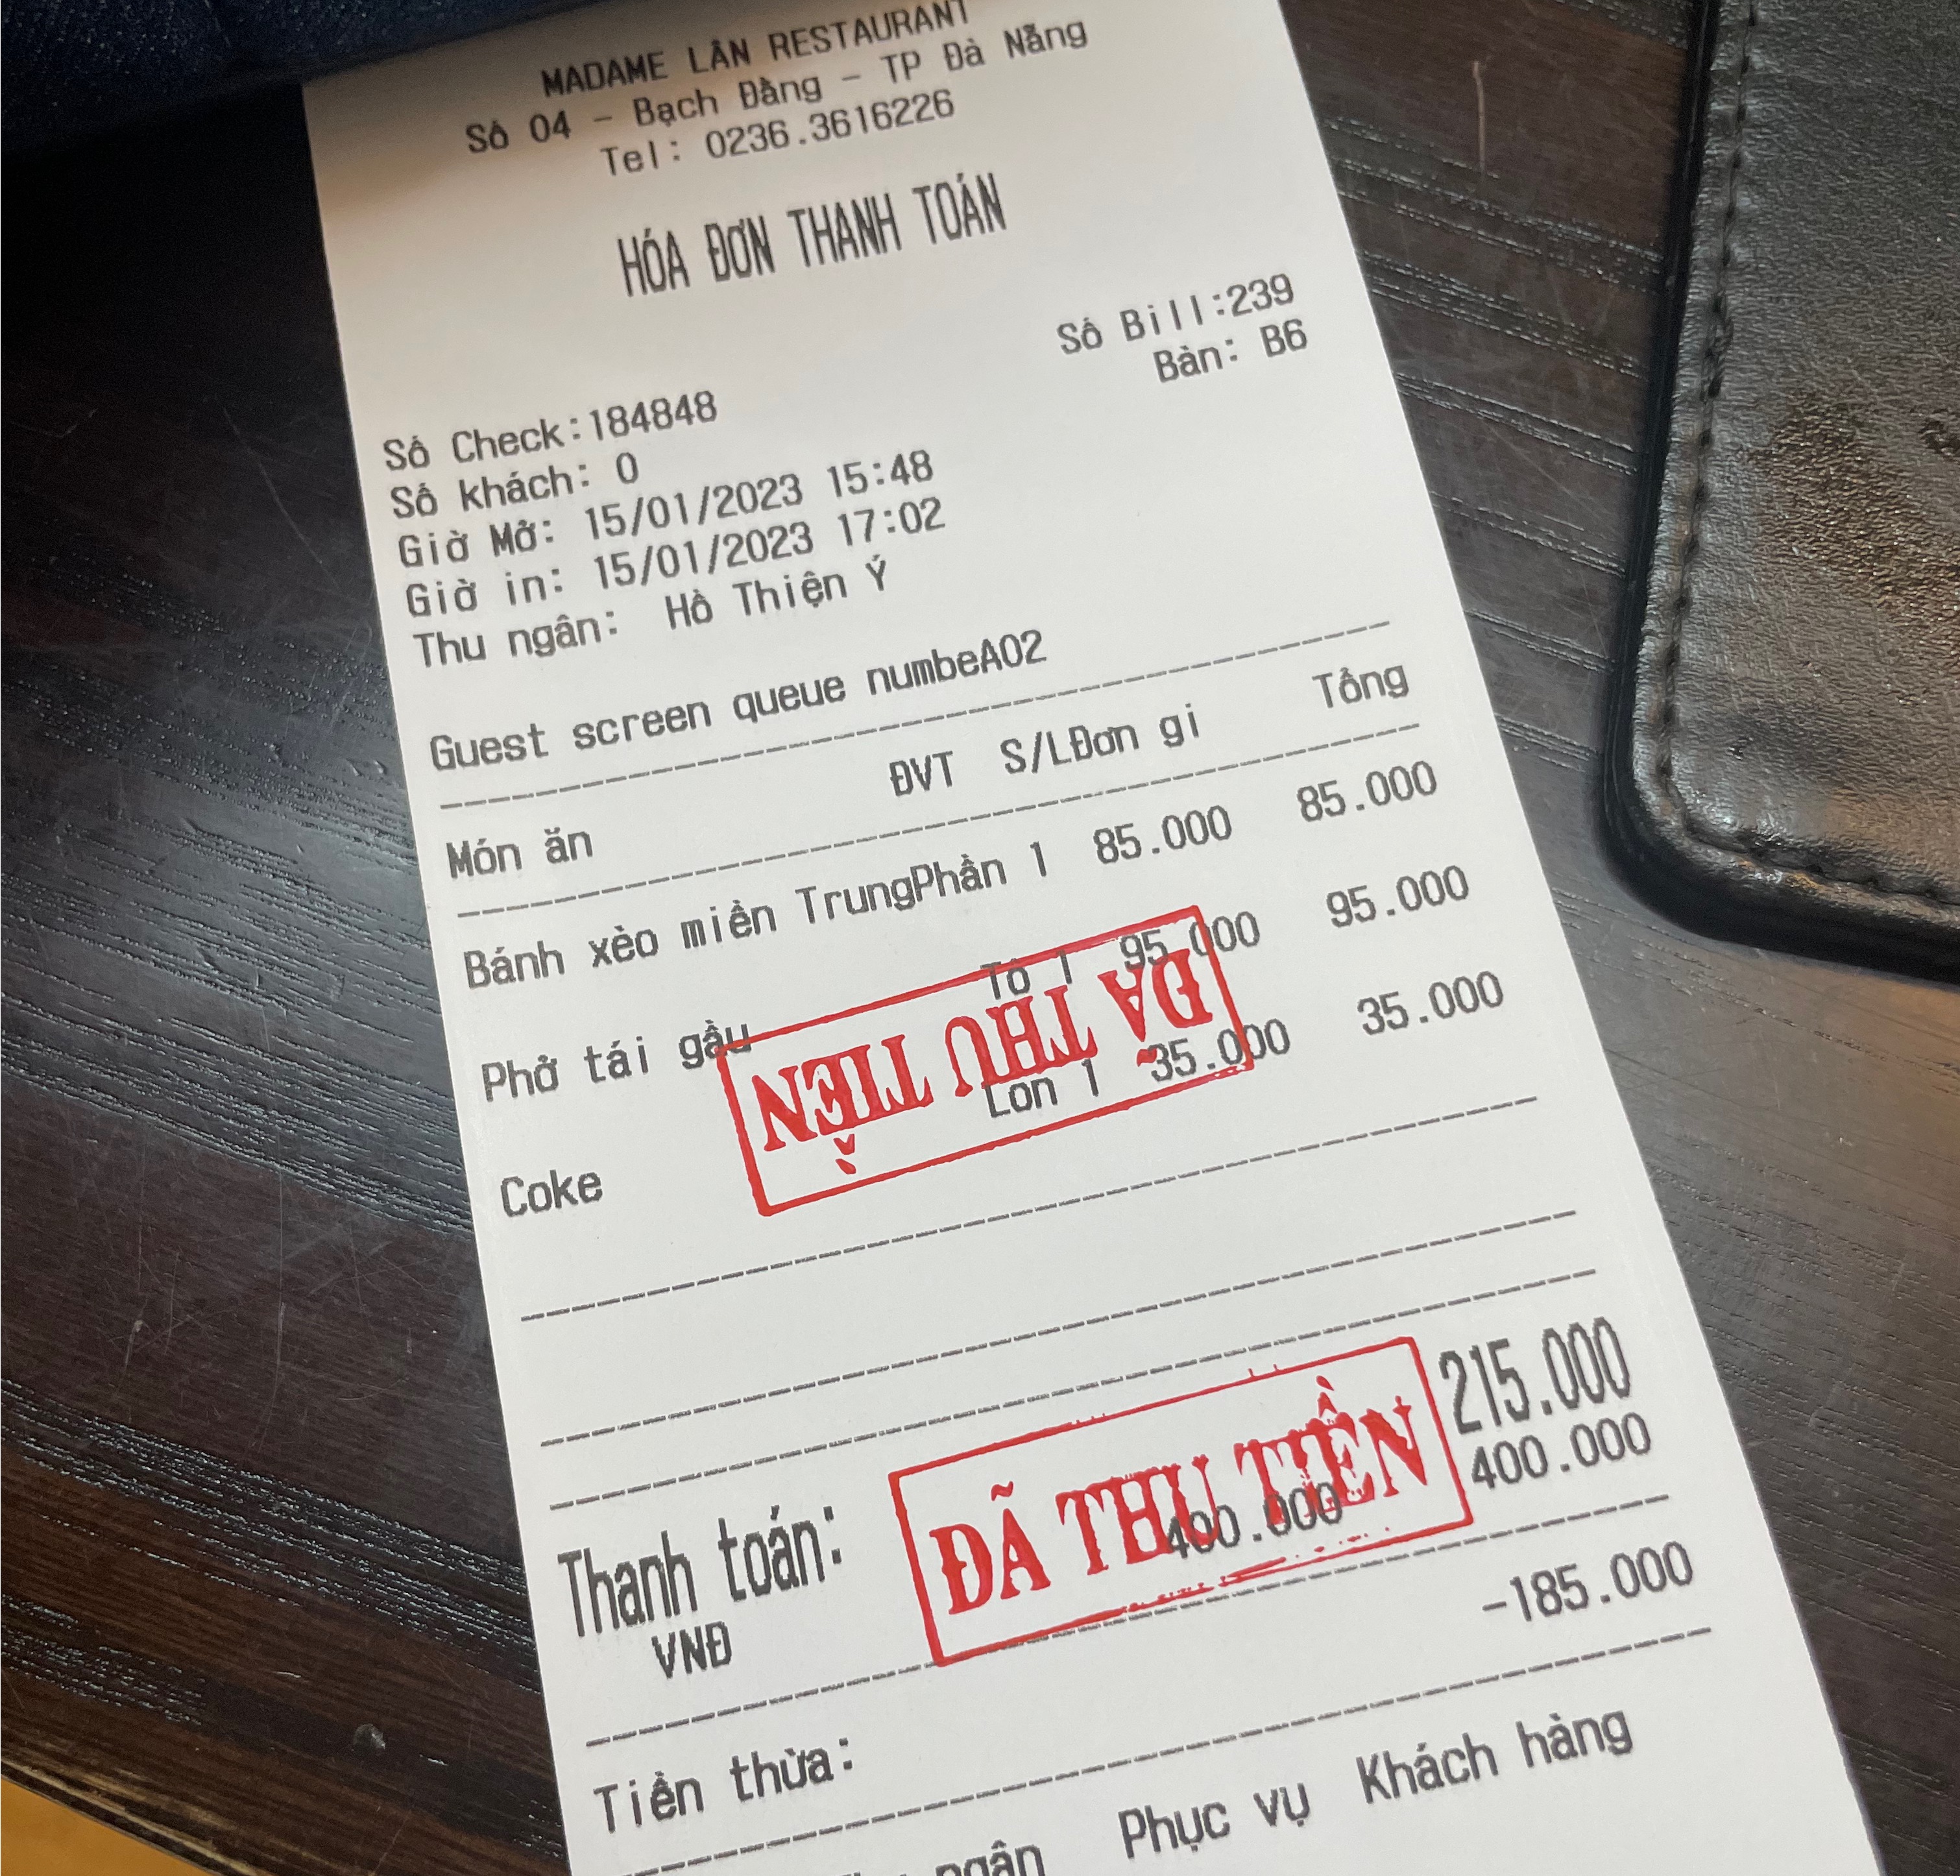 MADAME LÂN RESTAURANT
Số 04 - Bạch Đằng - TP Đà Nẵng
Tel: 0236.3616226
HÓA ĐƠN THANH TOÁN
Số Bill:239
Bàn: B6
Số Check:184848
Số khách: 0
Giờ Mở: 15/01/2023 15:48
Giờ in: 15/01/2023 17:02
Thu ngân: Hồ Thiện Ý
Guest screen queue numbeA02
Món ăn ĐVT S/LĐơn gi Tổng
Bánh xèo miền TrungPhần 1 85.000 85.000
Phở tái gầu Tô 1 95.000 95.000
ĐÃ THU TIỀN
Coke Lon 1 35.000 35.000
Thanh toán: 215.000
ĐÃ THU TIỀN
VNĐ 400.000 400.000
Tiền thừa: -185.000
ngân Phục vụ Khách hàng